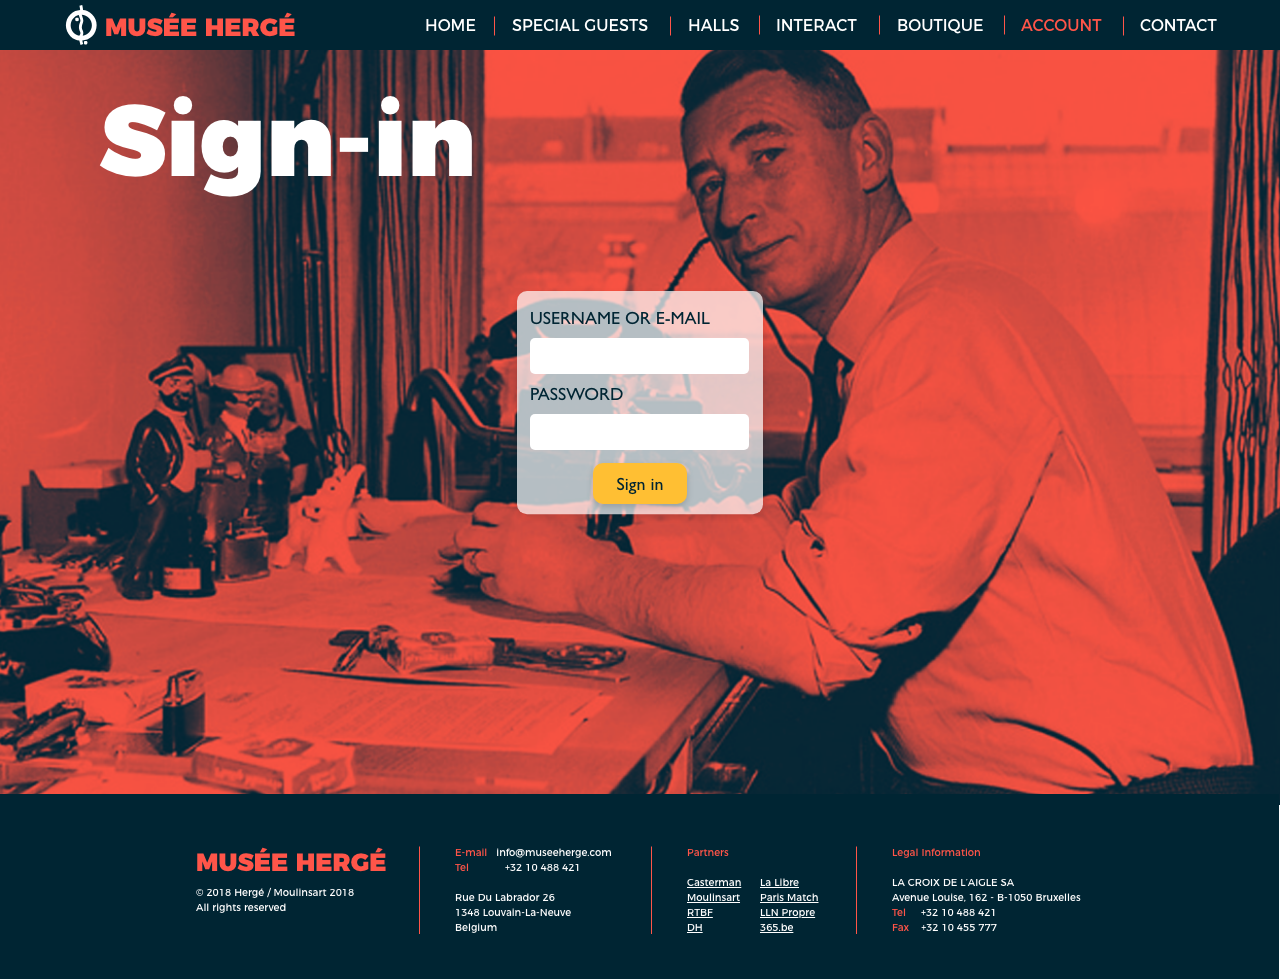 MUSÉE HERGÉ
HOME
SPECIAL GUESTS
HALLS
INTERACT
BOUTIQUE
ACCOUNT
CONTACT
Sign-in
USERNAME OR E-MAIL
PASSWORD
Sign in
MUSÉE HERGÉ
© 2018 Hergé / Moulinsart 2018
All rights reserved
E-mail info@museeherge.com
Tel +32 10 488 421
Rue Du Labrador 26
1348 Louvain-La-Neuve
Belgium
Partners
Casterman La Libre
Moulinsart Paris Match
RTBF LLN Propre
DH 365.be
Legal Information
LA CROIX DE L'AIGLE SA
Avenue Louise, 162 - B-1050 Bruxelles
Tel +32 10 488 421
Fax +32 10 455 777